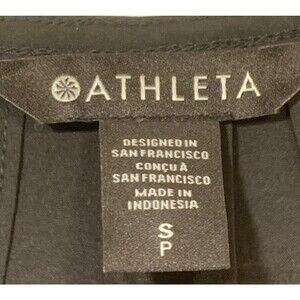 ATHLETA
DESIGNED IN
SAN FRANCISCO
CONÇU À
SAN FRANCISCO
MADE IN
INDONESIA
S
P